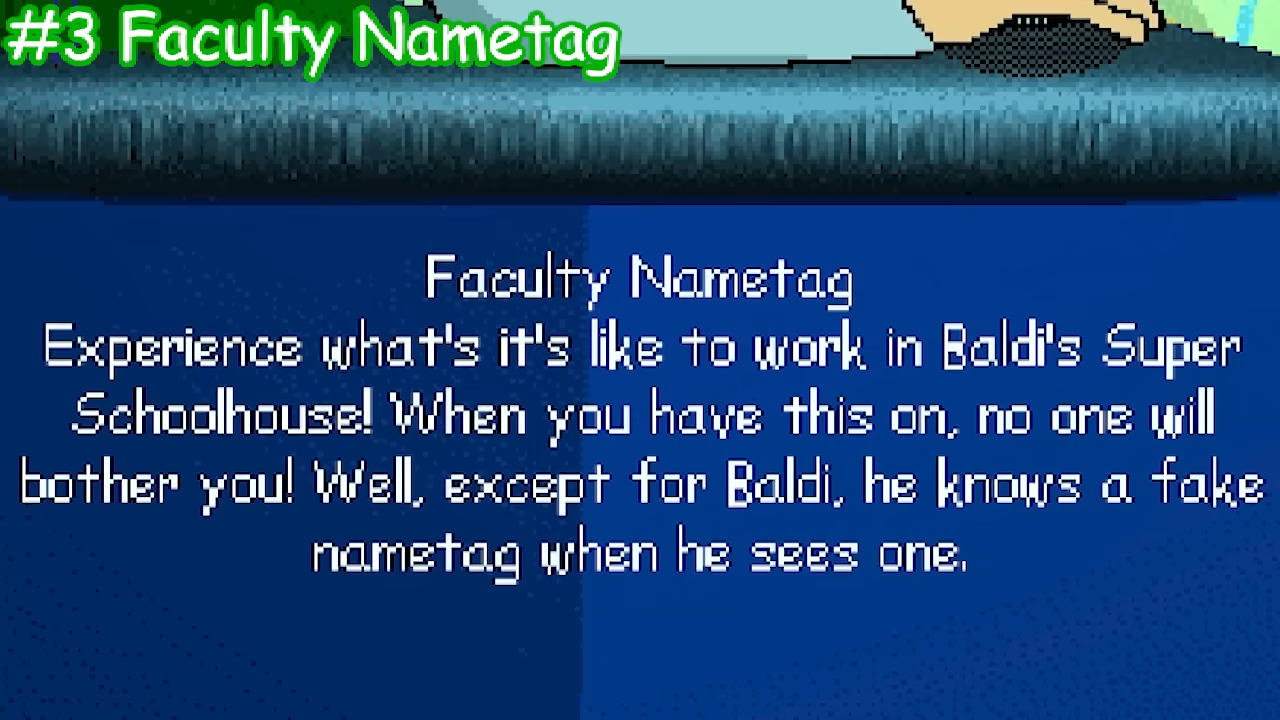 #3 Faculty Nametag
Faculty Nametag
Experience what's it's like to work in Baldi's Super
Schoolhouse! When you have this on, no one will
bother you! Well, except for Baldi, he knows a fake
nametag when he sees one.